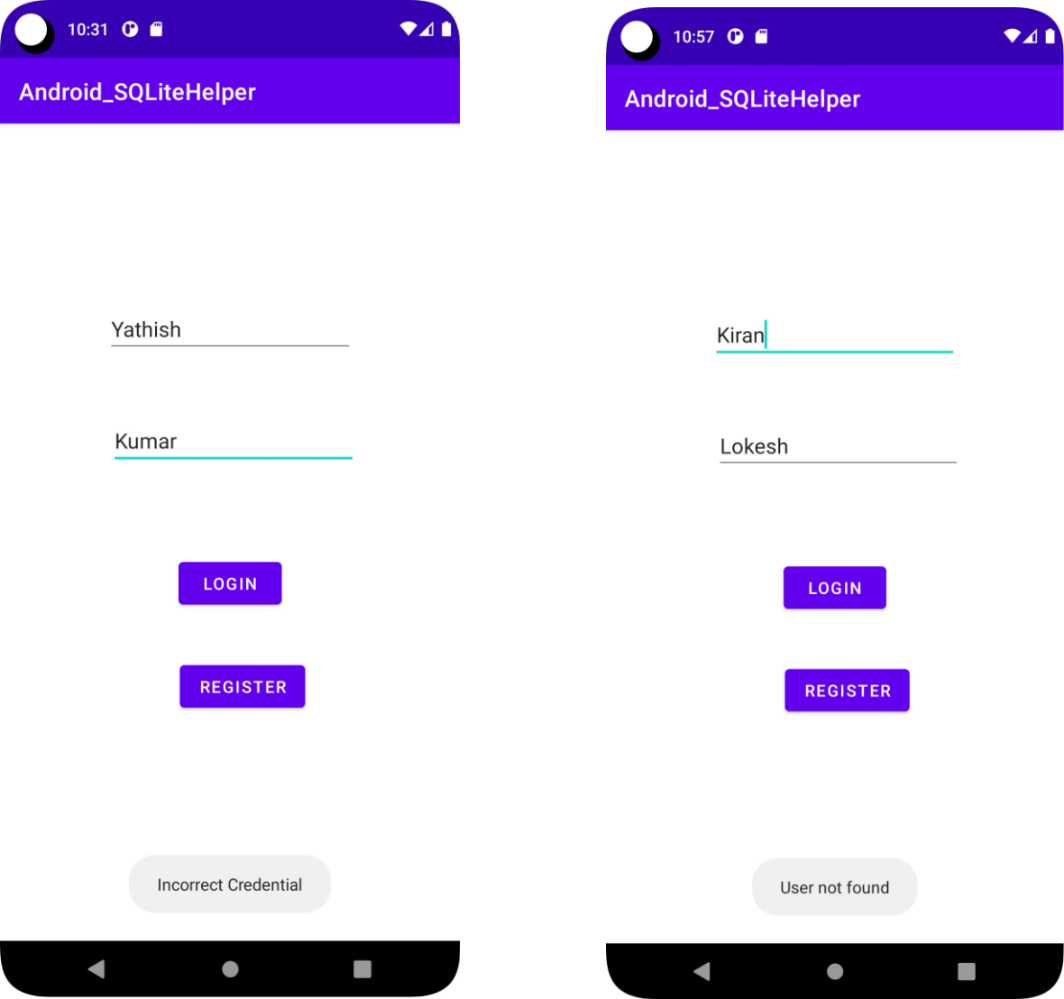 10:31
Android_SQLiteHelper
Yathish
Kumar
LOGIN
REGISTER
Incorrect Credential
10:57
Android_SQLiteHelper
Kiran
Lokesh
LOGIN
REGISTER
User not found